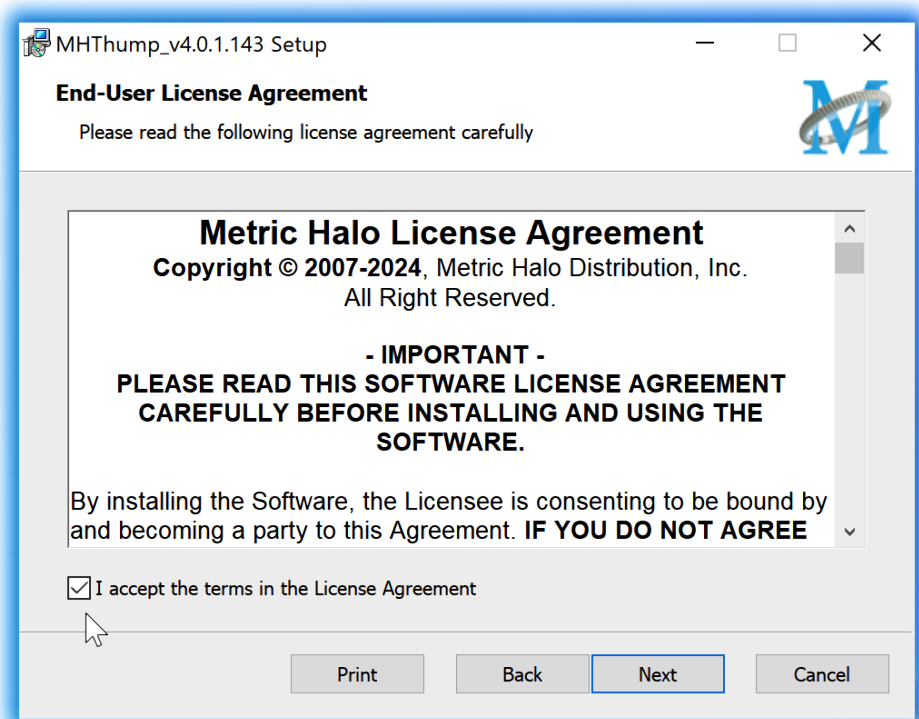 MHThump_v4.0.1.143 Setup
End-User License Agreement
Please read the following license agreement carefully
Metric Halo License Agreement
Copyright © 2007-2024, Metric Halo Distribution, Inc.
All Right Reserved.
- IMPORTANT -
PLEASE READ THIS SOFTWARE LICENSE AGREEMENT
CAREFULLY BEFORE INSTALLING AND USING THE
SOFTWARE.
By installing the Software, the Licensee is consenting to be bound by
and becoming a party to this Agreement. IF YOU DO NOT AGREE
I accept the terms in the License Agreement
Print Back Next Cancel